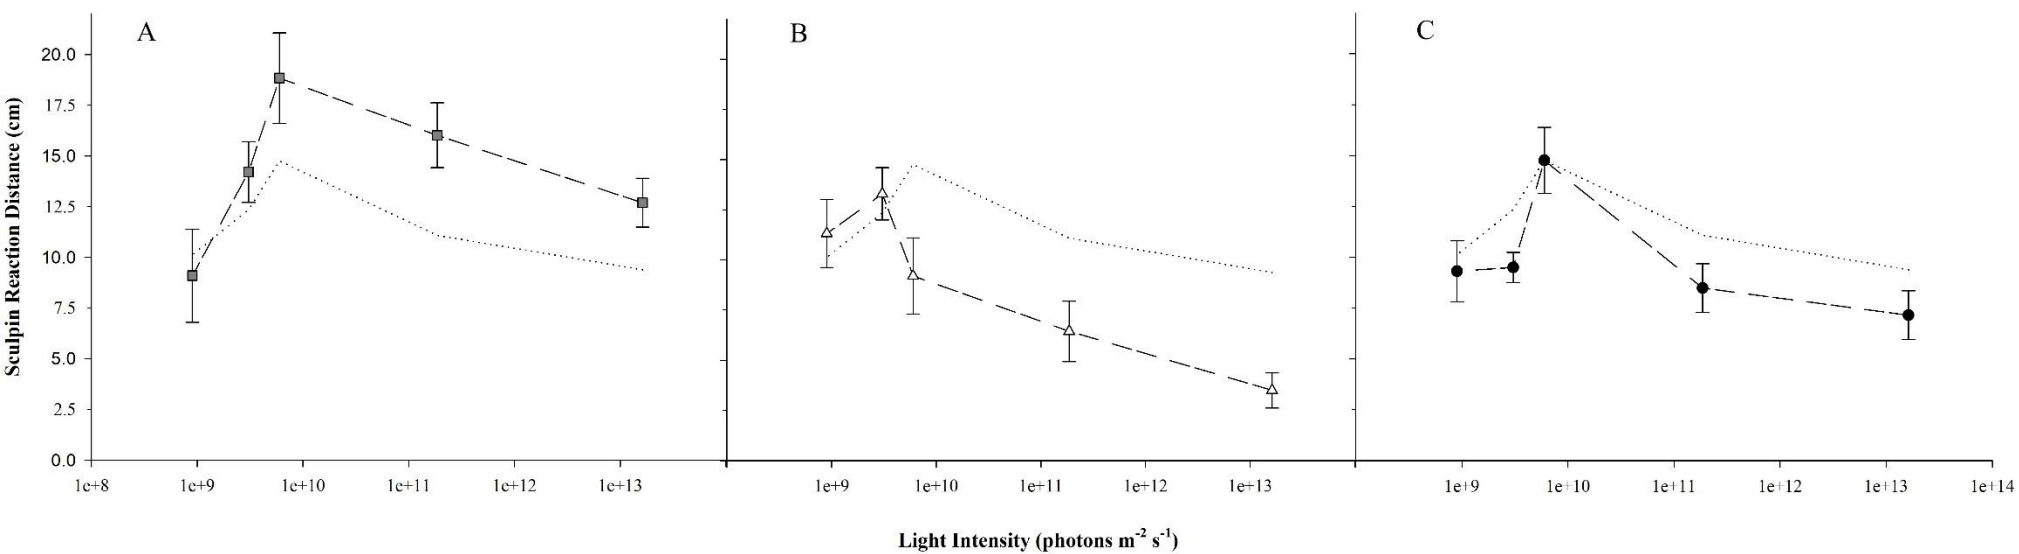 A
B
C
Sculpin Reaction Distance (cm)
20.0
17.5
15.0
12.5
10.0
7.5
5.0
2.5
0.0
1e+8 1e+9 1e+10 1e+11 1e+12 1e+13 1e+9 1e+10 1e+11 1e+12 1e+13 1e+9 1e+10 1e+11 1e+12 1e+13 1e+14
Light Intensity (photons m⁻² s⁻¹)